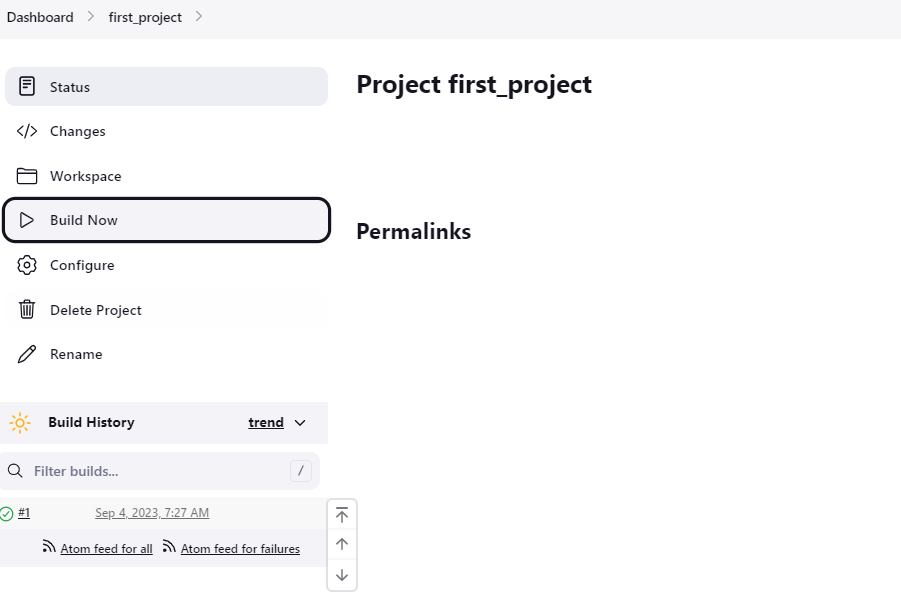 Dashboard > first_project >
Project first_project
Status
Changes
Workspace
Build Now
Configure
Delete Project
Rename
Permalinks
Build History trend
Filter builds... /
#1 Sep 4, 2023, 7:27 AM
Atom feed for all Atom feed for failures